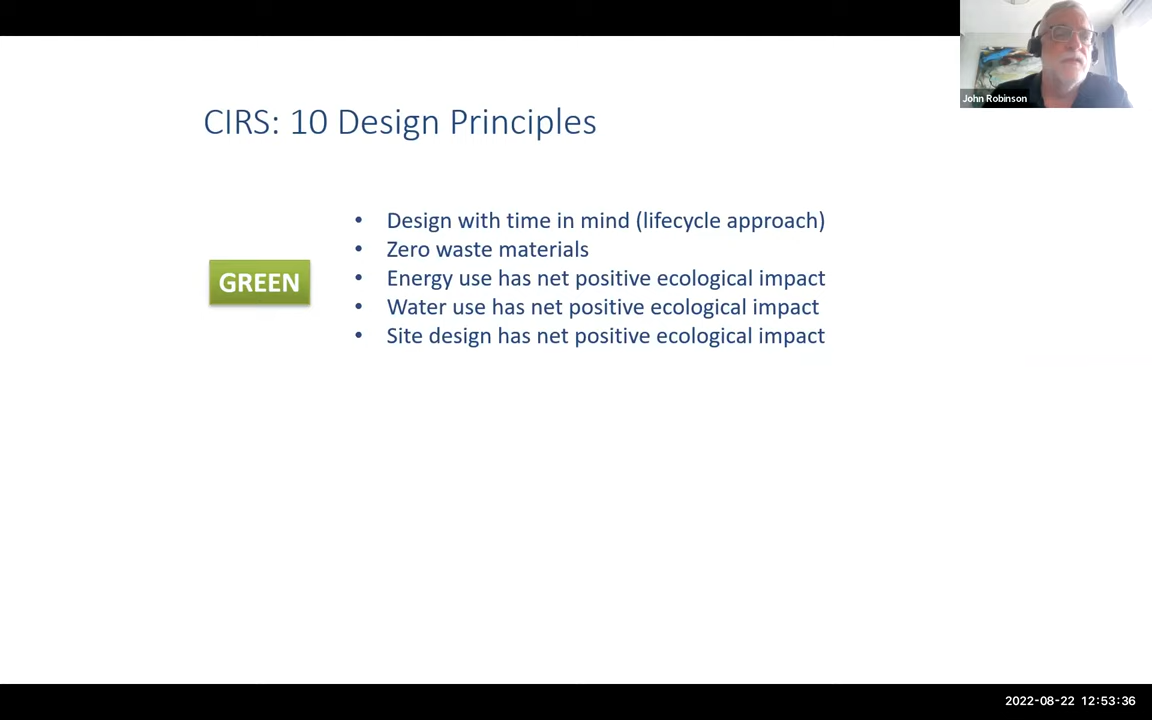 John Robinson
CIRS: 10 Design Principles
• Design with time in mind (lifecycle approach)
• Zero waste materials
GREEN
• Energy use has net positive ecological impact
• Water use has net positive ecological impact
• Site design has net positive ecological impact
2022-08-22 12:53:36